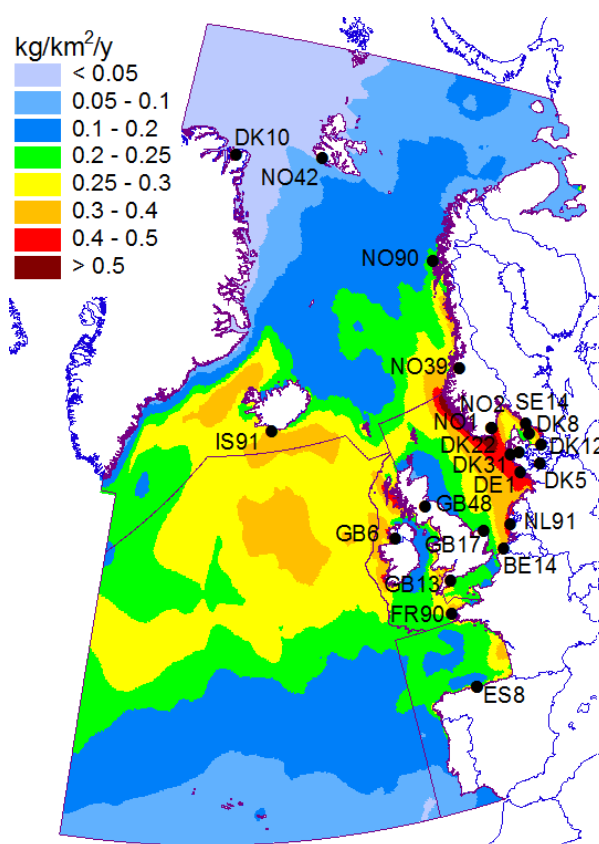 kg/km²/y
< 0.05
0.05 - 0.1
0.1 - 0.2
0.2 - 0.25
0.25 - 0.3
0.3 - 0.4
0.4 - 0.5
> 0.5
DK10
NO42
NO90
NO39
NO2
SE14
NO1
DK8
IS91
DK22
DK12
DK31
DE1
DK5
GB48
GB6
GB17
NL91
BE14
GB13
FR90
ES8